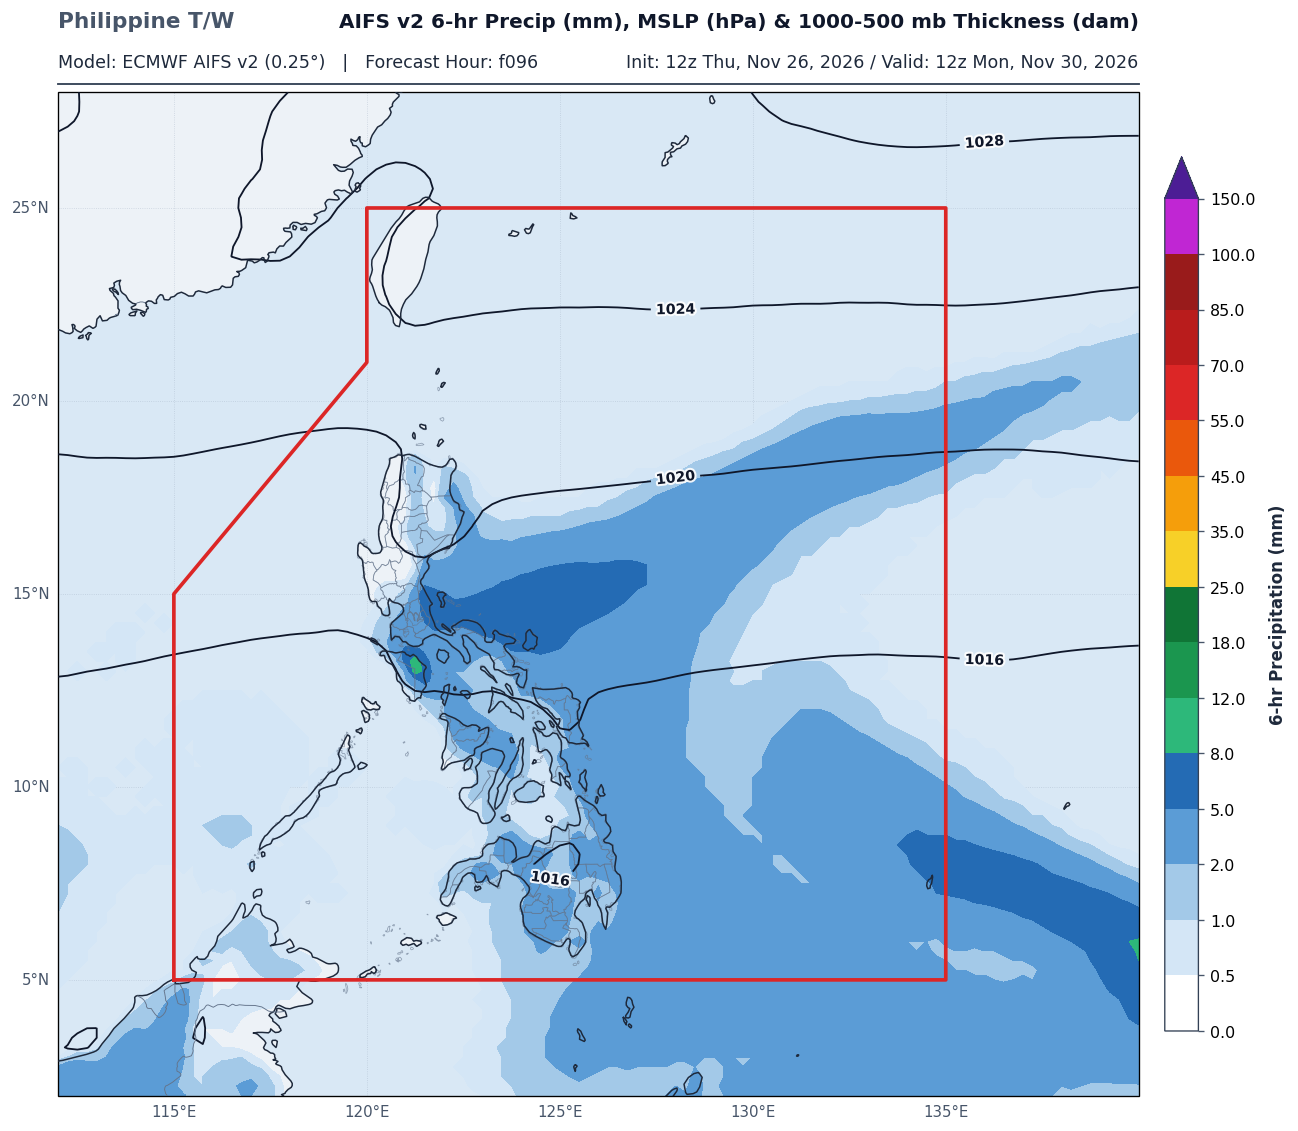 Philippine T/W
AIFS v2 6-hr Precip (mm), MSLP (hPa) & 1000-500 mb Thickness (dam)
Model: ECMWF AIFS v2 (0.25°) | Forecast Hour: f096
Init: 12z Thu, Nov 26, 2026 / Valid: 12z Mon, Nov 30, 2026
1028
25°N
1024
20°N
1020
15°N
1016
10°N
1016
5°N
115°E
120°E
125°E
130°E
135°E
150.0
100.0
85.0
70.0
55.0
45.0
35.0
25.0
18.0
12.0
8.0
5.0
2.0
1.0
0.5
0.0
6-hr Precipitation (mm)